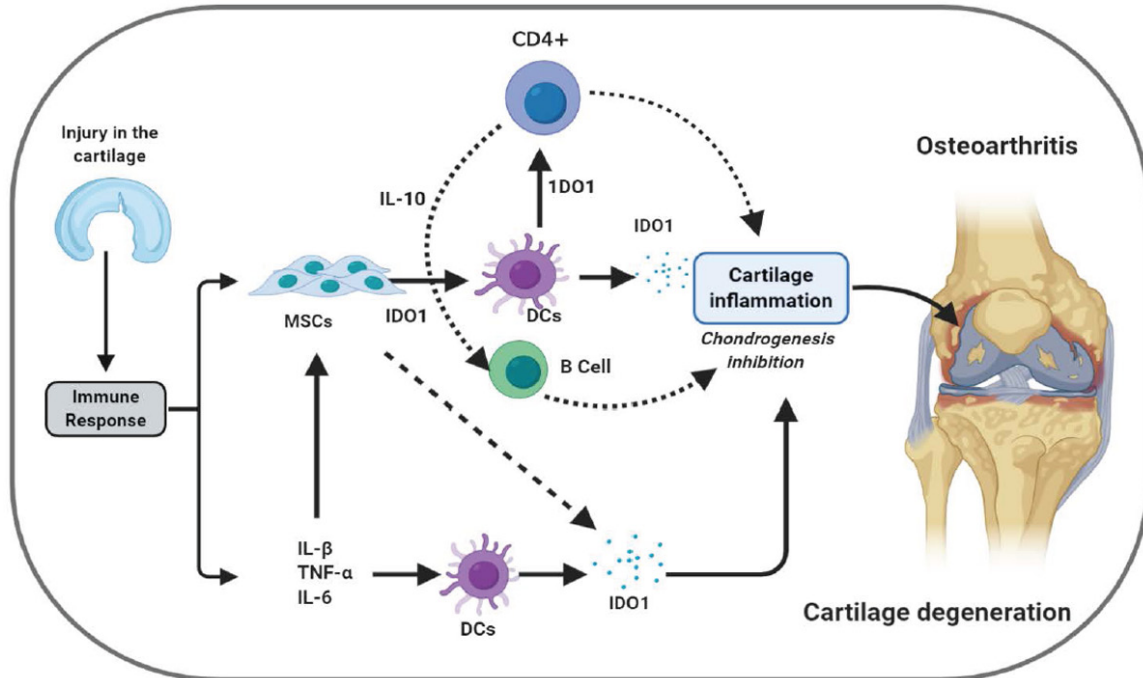 CD4+
Injury in the
cartilage
Osteoarthritis
IL-10
1DO1
IDO1
Cartilage
inflammation
MSCs
IDO1
DCs
Chondrogenesis
inhibition
B Cell
Immune
Response
IL-β
TNF-α
IL-6
DCs
IDO1
Cartilage degeneration